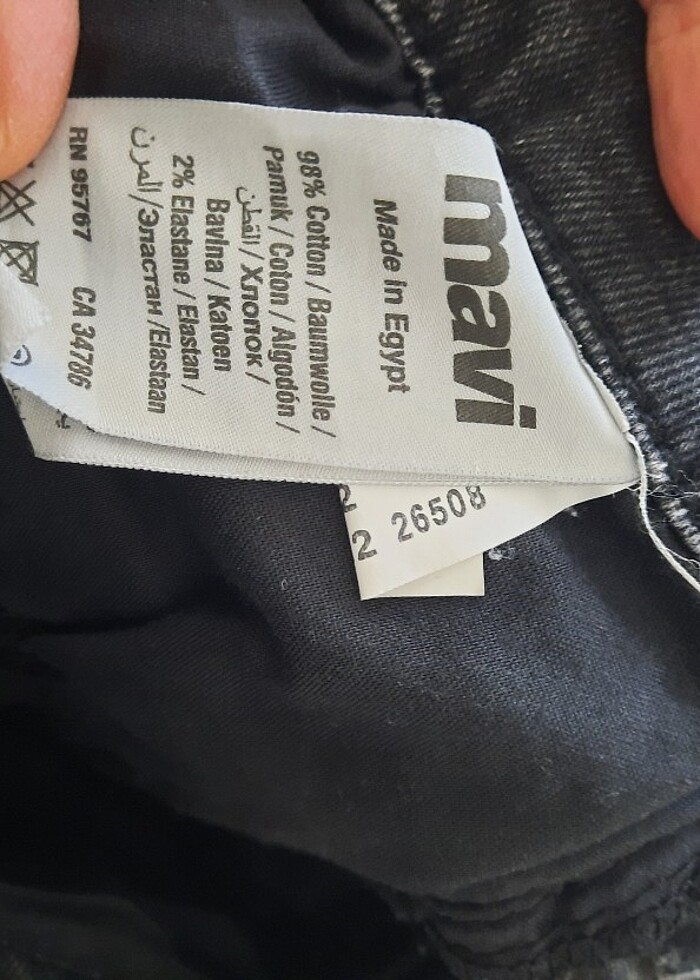 mavi
Made in Egypt
98% Cotton / Baumwolle /
Pamuk / Coton / Algodón /
القطن / Хлопок /
Bavlna / Katoen
2% Elastane / Elastan /
المرن / Эластан / Elastaan
RN 95767 CA 34786
2
2 26508